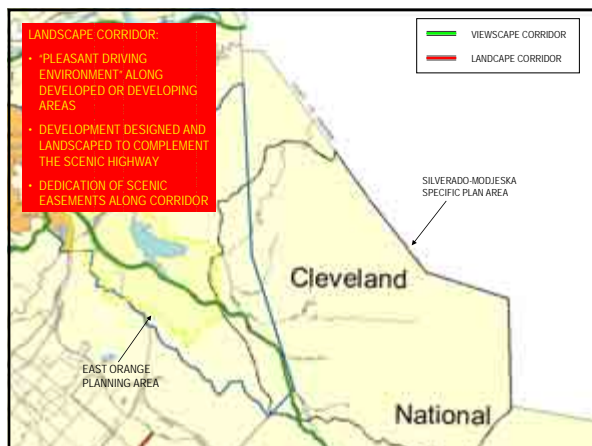 LANDSCAPE CORRIDOR:
• "PLEASANT DRIVING
ENVIRONMENT" ALONG
DEVELOPED OR DEVELOPING
AREAS
• DEVELOPMENT DESIGNED AND
LANDSCAPED TO COMPLEMENT
THE SCENIC HIGHWAY
• DEDICATION OF SCENIC
EASEMENTS ALONG CORRIDOR
VIEWSCAPE CORRIDOR
LANDCAPE CORRIDOR
SILVERADO-MODJESKA
SPECIFIC PLAN AREA
Cleveland
EAST ORANGE
PLANNING AREA
National